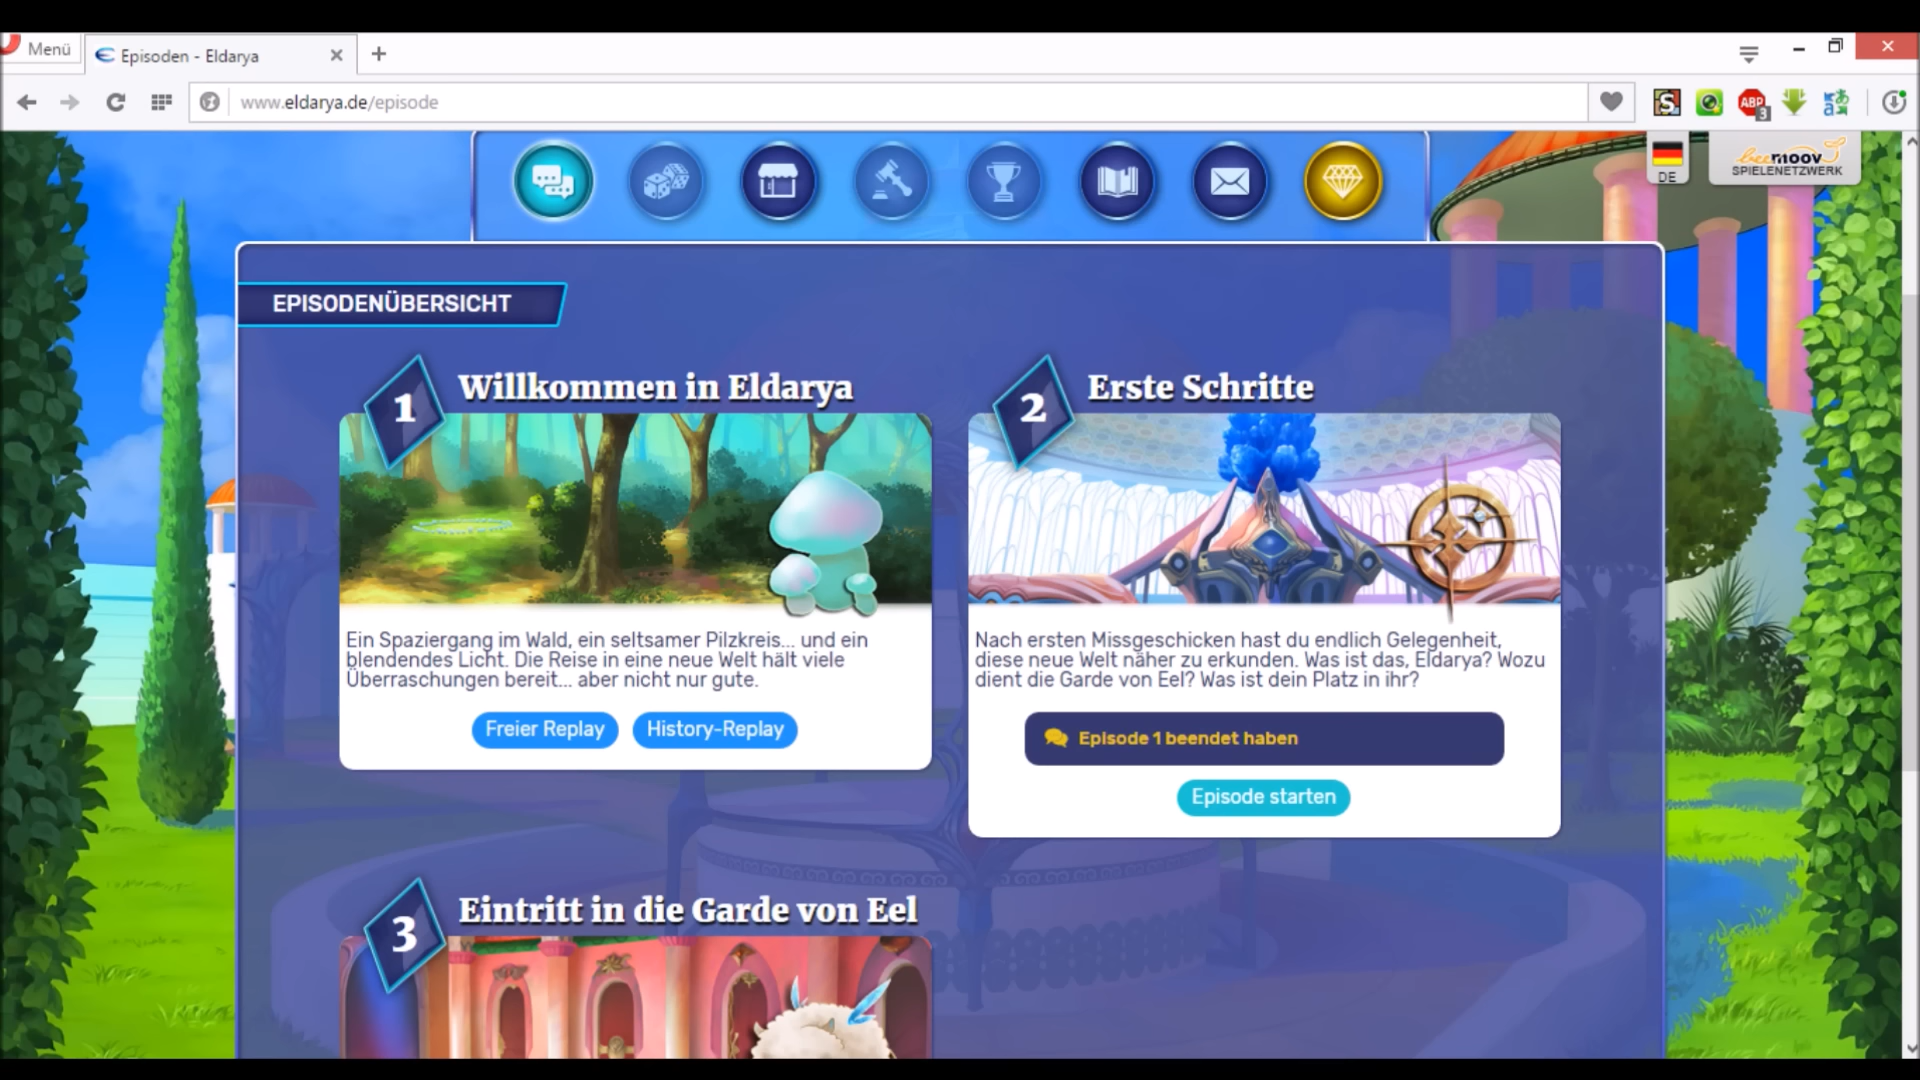 Menü
Episoden - Eldarya
www.eldarya.de/episode
ABP
3
DE
beemoov
SPIELENETZWERK
EPISODENÜBERSICHT
1
Willkommen in Eldarya
Ein Spaziergang im Wald, ein seltsamer Pilzkreis... und ein
blendendes Licht. Die Reise in eine neue Welt hält viele
Überraschungen bereit... aber nicht nur gute.
Freier Replay
History-Replay
2
Erste Schritte
Nach ersten Missgeschicken hast du endlich Gelegenheit,
diese neue Welt näher zu erkunden. Was ist das, Eldarya? Wozu
dient die Garde von Eel? Was ist dein Platz in ihr?
Episode 1 beendet haben
Episode starten
3
Eintritt in die Garde von Eel